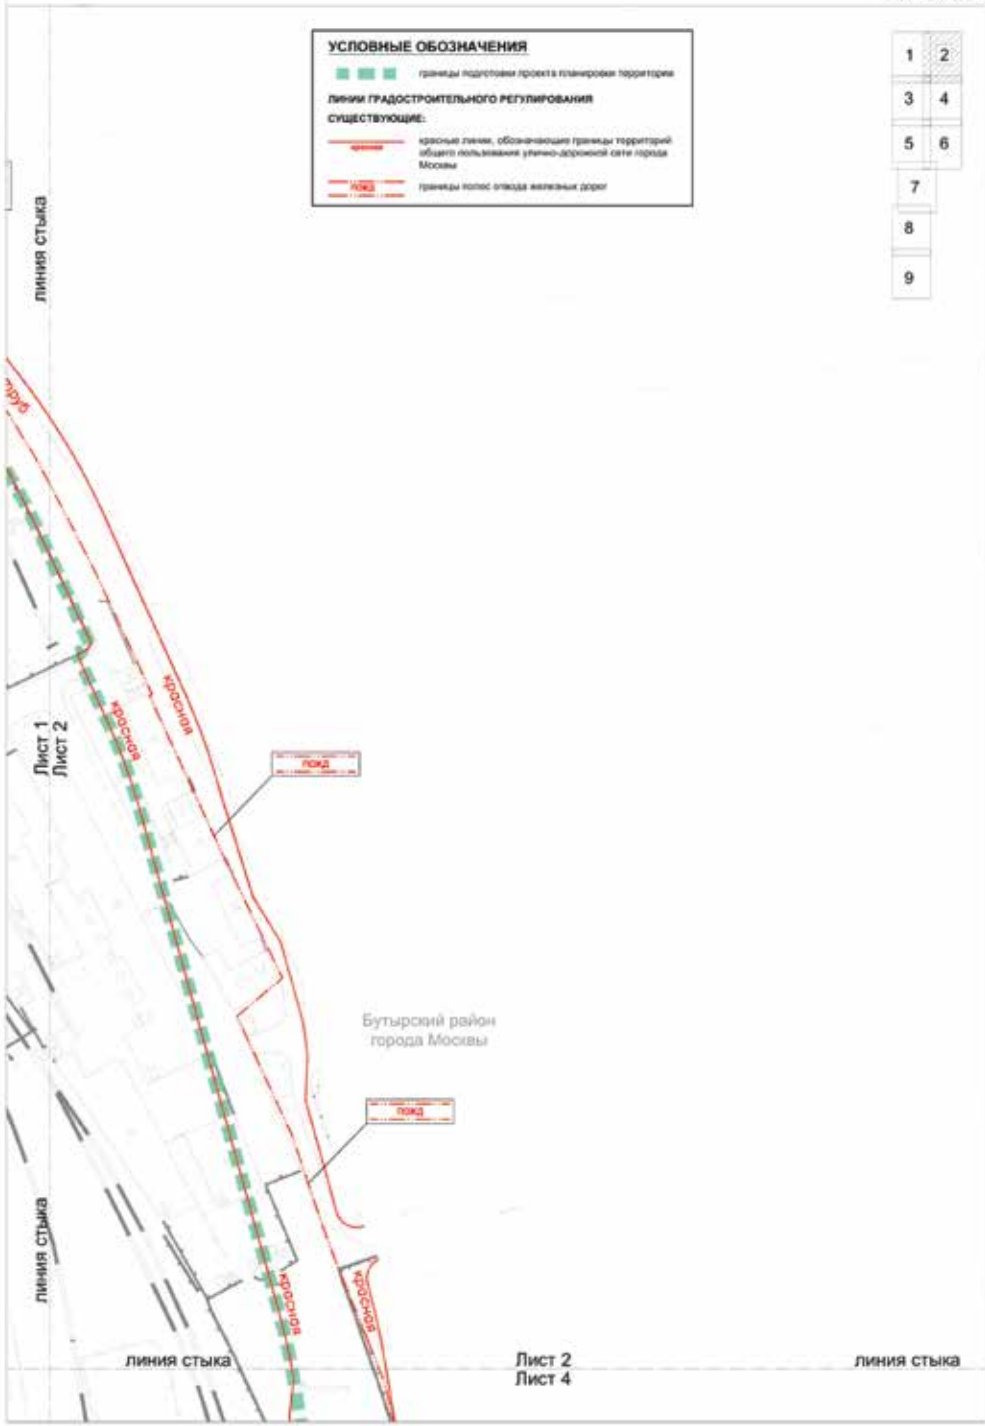 УСЛОВНЫЕ ОБОЗНАЧЕНИЯ
границы подготовки проекта планировки территории
ЛИНИИ ГРАДОСТРОИТЕЛЬНОГО РЕГУЛИРОВАНИЯ
СУЩЕСТВУЮЩИЕ:
красная
красные линии, обозначающие границы территорий
общего пользования улично-дорожной сети города
Москвы
ПОЖД
границы полос отвода железных дорог
1 2
3 4
5 6
7
8
9
линия стыка
красная
красная
Лист 1
Лист 2
ПОЖД
Бутырский район
города Москвы
ПОЖД
линия стыка
красная
красная
линия стыка
Лист 2
Лист 4
линия стыка